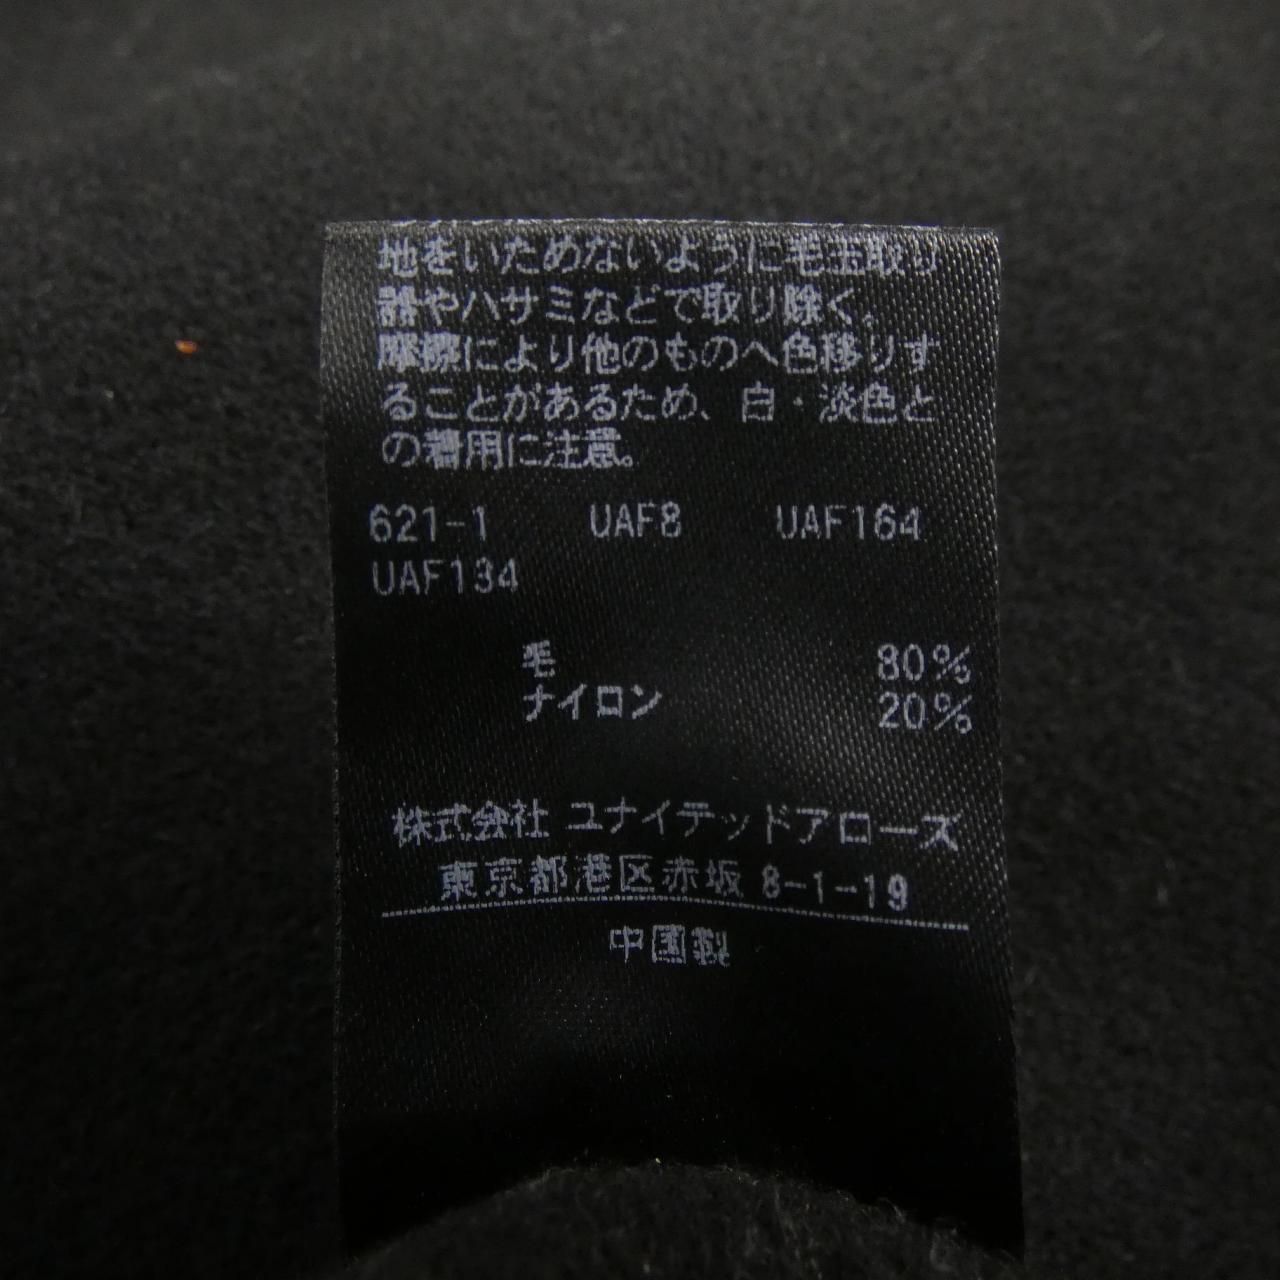 地をいためないように毛玉取り
器やハサミなどで取り除く。
摩擦により他のものへ色移りす
ることがあるため、白・淡色と
の着用に注意。
621-1 UAF8 UAF164
UAF134
毛 80%
ナイロン 20%
株式会社 ユナイテッドアローズ
東京都港区赤坂 8-1-19
中国製